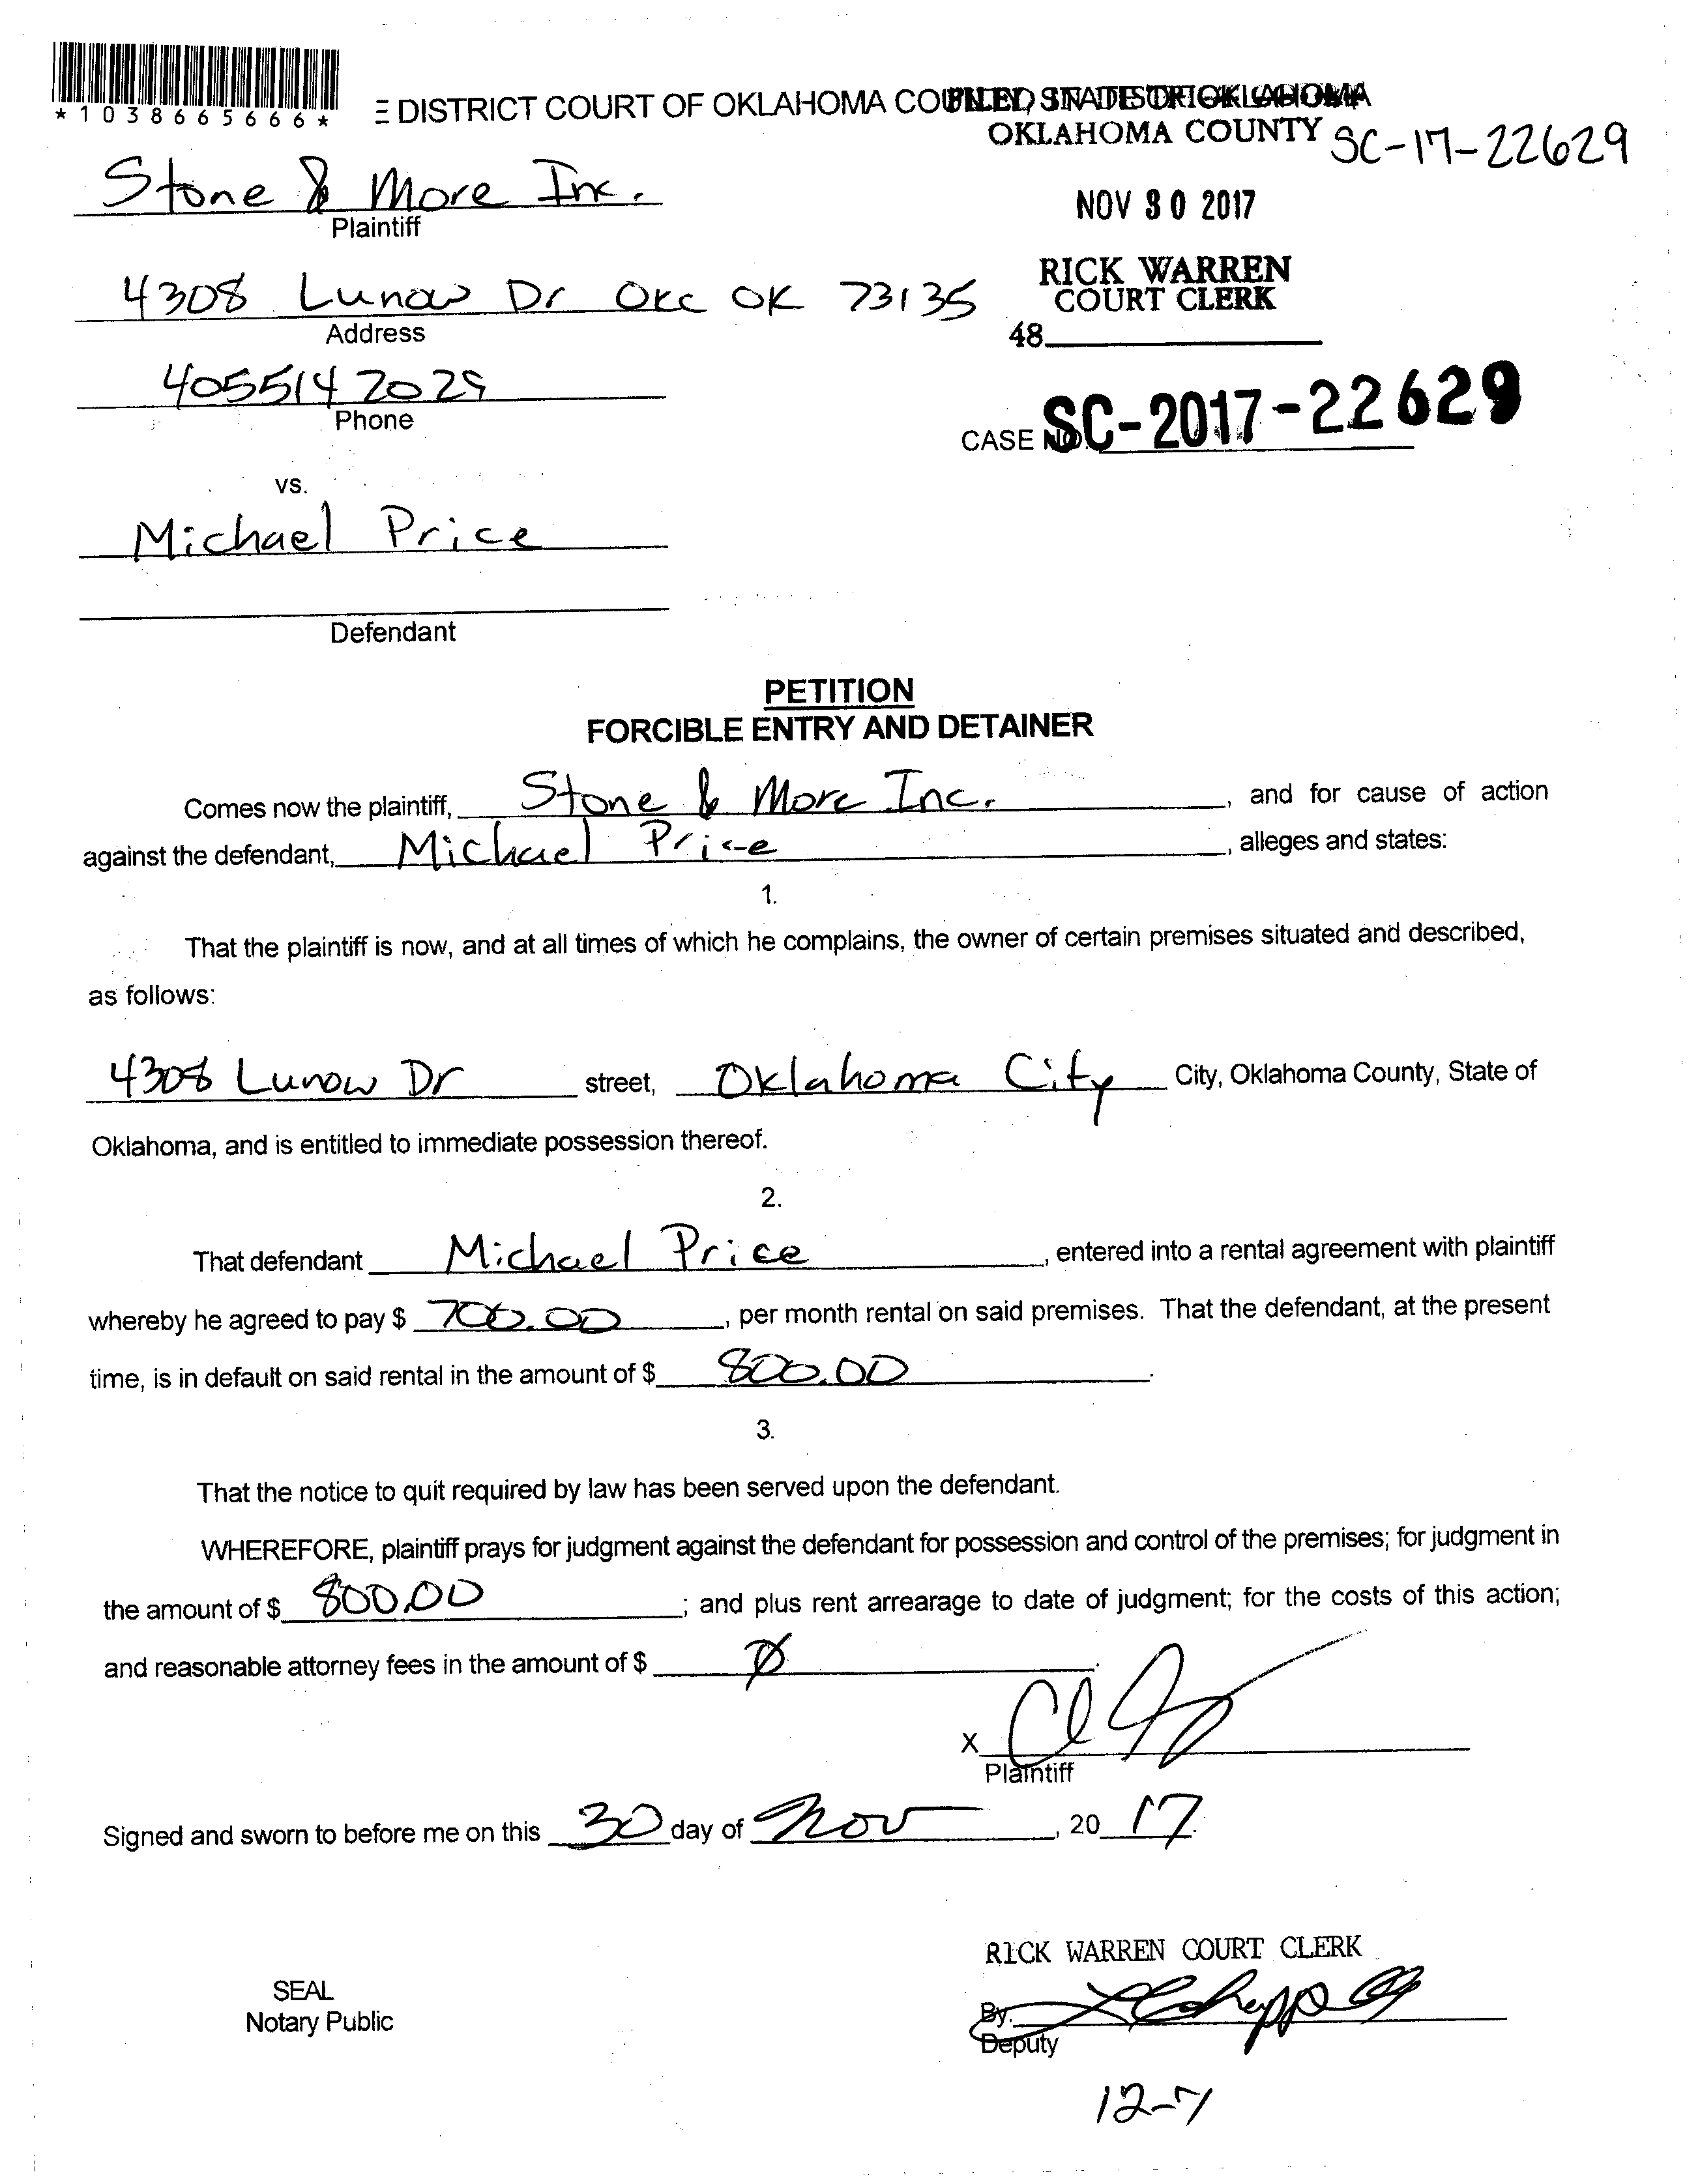 *1038665666*
E DISTRICT COURT OF OKLAHOMA COUNTY, STATE OF OKLAHOMA
FILED IN DISTRICT COURT
OKLAHOMA COUNTY
SC-17-22629
Stone & More Inc.
Plaintiff
NOV 30 2017
4308 Lunow Dr OKC OK 73135
Address
RICK WARREN
COURT CLERK
48
4055147029
Phone
CASE NO. SC-2017-22629
vs.
Michael Price
Defendant
PETITION
FORCIBLE ENTRY AND DETAINER
Comes now the plaintiff, Stone & More Inc., and for cause of action
against the defendant, Michael Price, alleges and states:
1.
That the plaintiff is now, and at all times of which he complains, the owner of certain premises situated and described,
as follows:
4308 Lunow Dr street, Oklahoma City City, Oklahoma County, State of
Oklahoma, and is entitled to immediate possession thereof.
2.
That defendant Michael Price, entered into a rental agreement with plaintiff
whereby he agreed to pay $ 700.00, per month rental on said premises. That the defendant, at the present
time, is in default on said rental in the amount of $ 800.00.
3.
That the notice to quit required by law has been served upon the defendant.
WHEREFORE, plaintiff prays for judgment against the defendant for possession and control of the premises; for judgment in
the amount of $ 800.00; and plus rent arrearage to date of judgment; for the costs of this action;
and reasonable attorney fees in the amount of $ Ø.
X
Plaintiff
Signed and sworn to before me on this 30 day of Nov, 20 17.
RICK WARREN COURT CLERK
SEAL
Notary Public
By:
Deputy
12-7